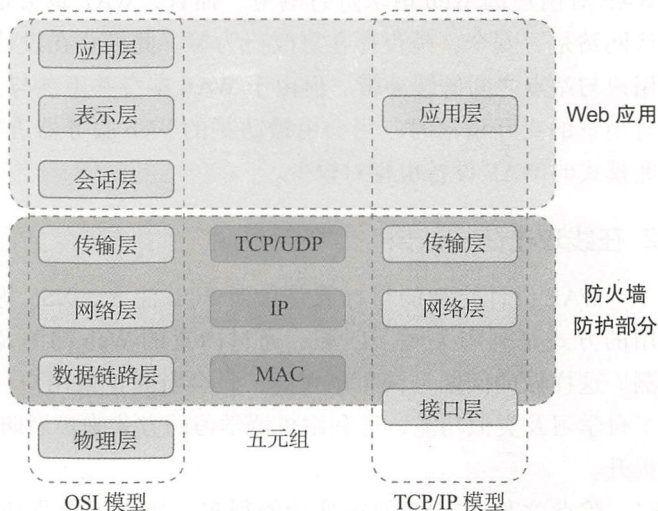 应用层
表示层
应用层
Web 应用
会话层
传输层
TCP/UDP
传输层
网络层
IP
网络层
防火墙
防护部分
数据链路层
MAC
接口层
物理层
五元组
OSI 模型
TCP/IP 模型